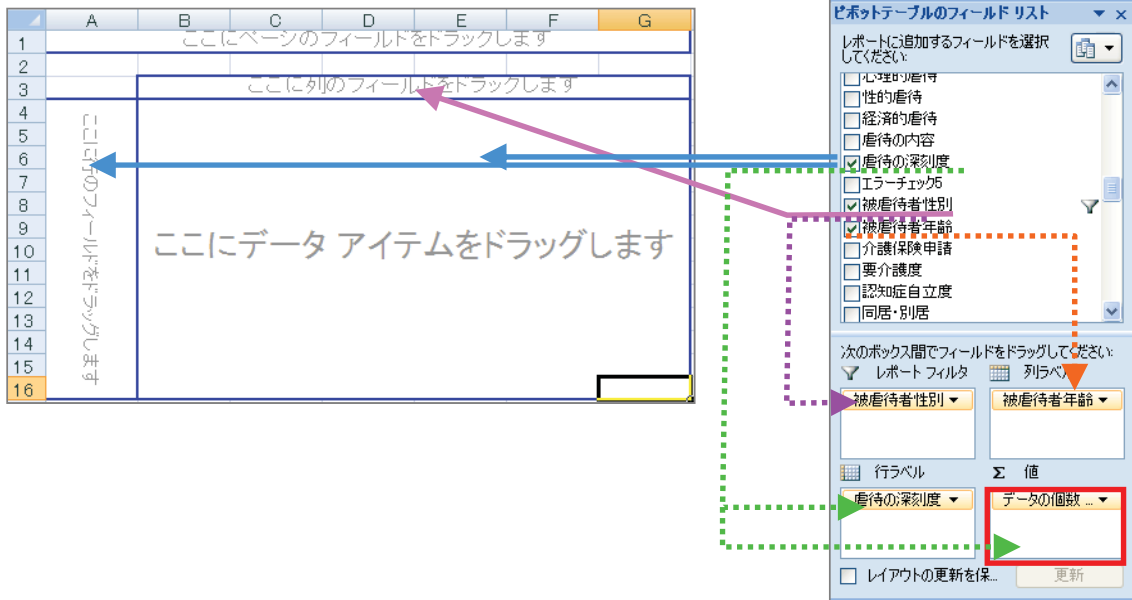 A B C D E F G
1 ここにページのフィールドをドラッグします
2
3 ここに列のフィールドをドラッグします
4
5
6
7
8
9
10
11
12
13
14
15
16
ここに行のフィールドをドラッグします
ここにデータ アイテムをドラッグします
ピボットテーブルのフィールド リスト
レポートに追加するフィールドを選択
してください:
心理的虐待
性的虐待
経済的虐待
虐待の内容
虐待の深刻度
エラーチェック5
被虐待者性別
被虐待者年齢
介護保険申請
要介護度
認知症自立度
同居・別居
次のボックス間でフィールドをドラッグしてください:
レポート フィルタ
列ラベル
被虐待者性別
被虐待者年齢
行ラベル
Σ 値
虐待の深刻度
データの個数 ...
レイアウトの更新を保...
更新